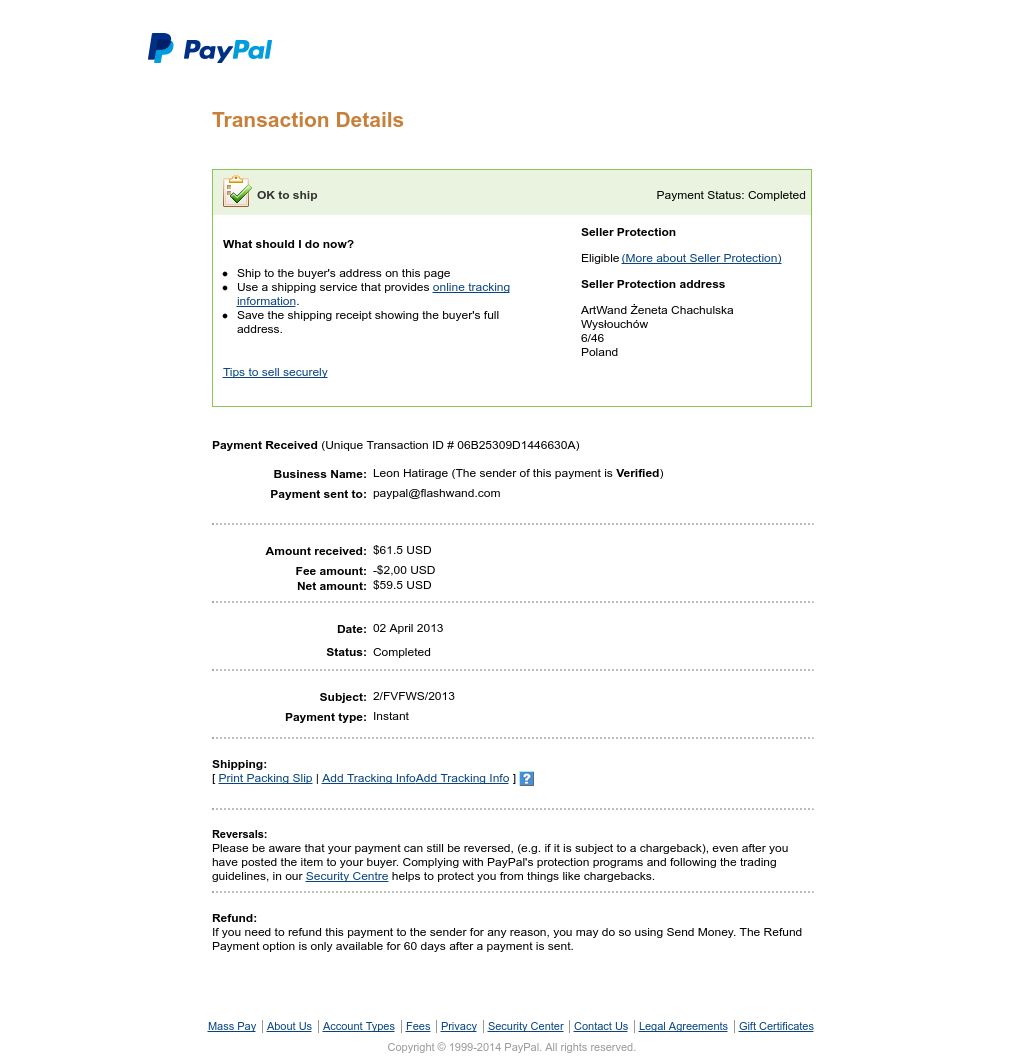 PayPal
Transaction Details
OK to ship
Payment Status: Completed
What should I do now?
Ship to the buyer's address on this page
Use a shipping service that provides online tracking
information.
Save the shipping receipt showing the buyer's full
address.
Tips to sell securely
Seller Protection
Eligible (More about Seller Protection)
Seller Protection address
ArtWand Żeneta Chachulska
Wysłouchów
6/46
Poland
Payment Received (Unique Transaction ID # 06B25309D1446630A)
Business Name: Leon Hatirage (The sender of this payment is Verified)
Payment sent to: paypal@flashwand.com
Amount received: $61.5 USD
Fee amount: -$2,00 USD
Net amount: $59.5 USD
Date: 02 April 2013
Status: Completed
Subject: 2/FVFWS/2013
Payment type: Instant
Shipping:
[ Print Packing Slip | Add Tracking InfoAdd Tracking Info ] ?
Reversals:
Please be aware that your payment can still be reversed, (e.g. if it is subject to a chargeback), even after you
have posted the item to your buyer. Complying with PayPal's protection programs and following the trading
guidelines, in our Security Centre helps to protect you from things like chargebacks.
Refund:
If you need to refund this payment to the sender for any reason, you may do so using Send Money. The Refund
Payment option is only available for 60 days after a payment is sent.
Mass Pay | About Us | Account Types | Fees | Privacy | Security Center | Contact Us | Legal Agreements | Gift Certificates
Copyright © 1999-2014 PayPal. All rights reserved.